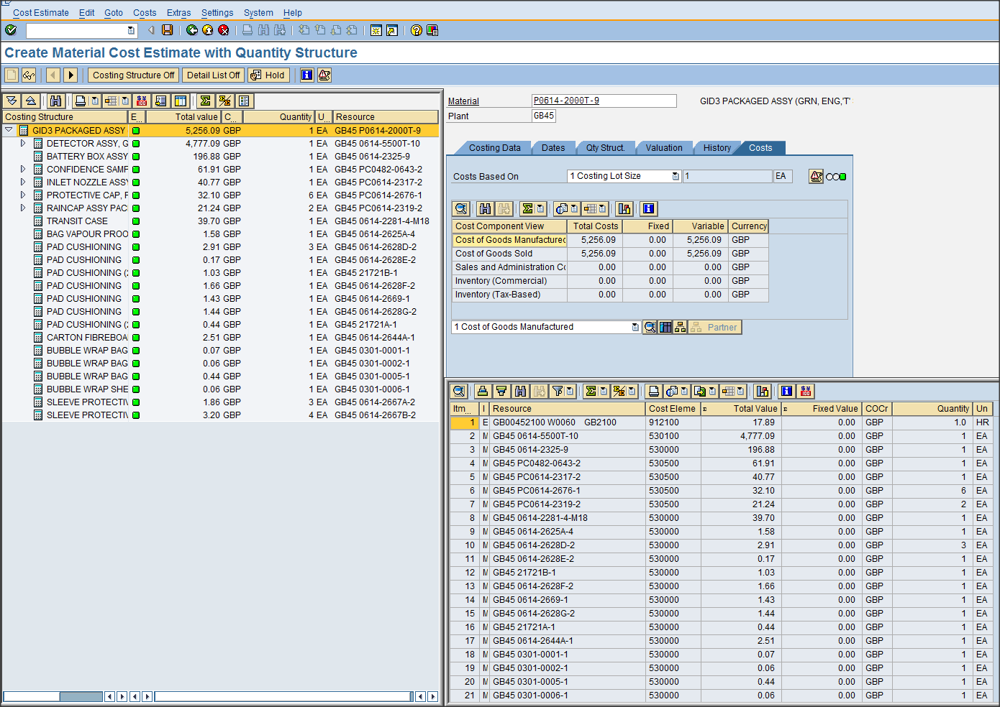 Cost Estimate Edit Goto Costs Extras Settings System Help
Create Material Cost Estimate with Quantity Structure
Costing Structure Off Detail List Off Hold
Costing Structure E... Total value C... Quantity U... Resource
GID3 PACKAGED ASSY 5,256.09 GBP 1 EA GB45 P0614-2000T-9
DETECTOR ASSY, G 4,777.09 GBP 1 EA GB45 0614-5500T-10
BATTERY BOX ASSY 196.88 GBP 1 EA GB45 0614-2325-9
CONFIDENCE SAMF 61.91 GBP 1 EA GB45 PC0482-0643-2
INLET NOZZLE ASSY 40.77 GBP 1 EA GB45 PC0614-2317-2
PROTECTIVE CAP, F 32.10 GBP 6 EA GB45 PC0614-2676-1
RAINCAP ASSY PAC 21.24 GBP 2 EA GB45 PC0614-2319-2
TRANSIT CASE 39.70 GBP 1 EA GB45 0614-2281-4-M18
BAG VAPOUR PROO 1.58 GBP 1 EA GB45 0614-2625A-4
PAD CUSHIONING 2.91 GBP 3 EA GB45 0614-2628D-2
PAD CUSHIONING 0.17 GBP 1 EA GB45 0614-2628E-2
PAD CUSHIONING (2 1.03 GBP 1 EA GB45 21721B-1
PAD CUSHIONING 1.66 GBP 1 EA GB45 0614-2628F-2
PAD CUSHIONING 1.43 GBP 1 EA GB45 0614-2669-1
PAD CUSHIONING 1.44 GBP 1 EA GB45 0614-2628G-2
PAD CUSHIONING (2 0.44 GBP 1 EA GB45 21721A-1
CARTON FIBREBOA 2.51 GBP 1 EA GB45 0614-2644A-1
BUBBLE WRAP BAG 0.07 GBP 1 EA GB45 0301-0001-1
BUBBLE WRAP BAG 0.06 GBP 1 EA GB45 0301-0002-1
BUBBLE WRAP BAG 0.44 GBP 1 EA GB45 0301-0005-1
BUBBLE WRAP SHE 0.06 GBP 1 EA GB45 0301-0006-1
SLEEVE PROTECTIV 1.86 GBP 3 EA GB45 0614-2667A-2
SLEEVE PROTECTIV 3.20 GBP 4 EA GB45 0614-2667B-2
Material P0614-2000T-9 GID3 PACKAGED ASSY (GRN, ENG,'T'
Plant GB45
Costing Data Dates Qty Struct. Valuation History Costs
Costs Based On 1 Costing Lot Size 1 EA
Cost Component View Total Costs Fixed Variable Currency
Cost of Goods Manufactured 5,256.09 0.00 5,256.09 GBP
Cost of Goods Sold 5,256.09 0.00 5,256.09 GBP
Sales and Administration Co 0.00 0.00 0.00 GBP
Inventory (Commercial) 0.00 0.00 0.00 GBP
Inventory (Tax-Based) 0.00 0.00 0.00 GBP
1 Cost of Goods Manufactured Partner
Itm... I Resource Cost Eleme Σ Total Value Σ Fixed Value COCr Quantity Un
1 E GB00452100 W0060 GB2100 912100 17.89 0.00 GBP 1.0 HR
2 M GB45 0614-5500T-10 530100 4,777.09 0.00 GBP 1 EA
3 M GB45 0614-2325-9 530000 196.88 0.00 GBP 1 EA
4 M GB45 PC0482-0643-2 530500 61.91 0.00 GBP 1 EA
5 M GB45 PC0614-2317-2 530500 40.77 0.00 GBP 1 EA
6 M GB45 PC0614-2676-1 530500 32.10 0.00 GBP 6 EA
7 M GB45 PC0614-2319-2 530500 21.24 0.00 GBP 2 EA
8 M GB45 0614-2281-4-M18 530000 39.70 0.00 GBP 1 EA
9 M GB45 0614-2625A-4 530000 1.58 0.00 GBP 1 EA
10 M GB45 0614-2628D-2 530000 2.91 0.00 GBP 3 EA
11 M GB45 0614-2628E-2 530000 0.17 0.00 GBP 1 EA
12 M GB45 21721B-1 530000 1.03 0.00 GBP 1 EA
13 M GB45 0614-2628F-2 530000 1.66 0.00 GBP 1 EA
14 M GB45 0614-2669-1 530000 1.43 0.00 GBP 1 EA
15 M GB45 0614-2628G-2 530000 1.44 0.00 GBP 1 EA
16 M GB45 21721A-1 530000 0.44 0.00 GBP 1 EA
17 M GB45 0614-2644A-1 530000 2.51 0.00 GBP 1 EA
18 M GB45 0301-0001-1 530000 0.07 0.00 GBP 1 EA
19 M GB45 0301-0002-1 530000 0.06 0.00 GBP 1 EA
20 M GB45 0301-0005-1 530000 0.44 0.00 GBP 1 EA
21 M GB45 0301-0006-1 530000 0.06 0.00 GBP 1 EA